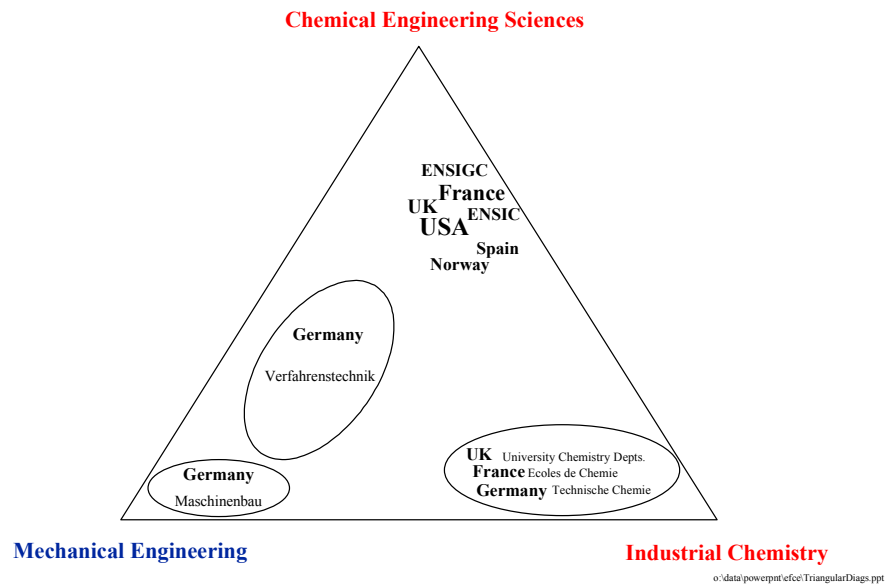 Chemical Engineering Sciences
ENSIGC
France
UK
ENSIC
USA
Spain
Norway
Germany
Verfahrenstechnik
UK University Chemistry Depts.
France Ecoles de Chemie
Germany Technische Chemie
Germany
Maschinenbau
Mechanical Engineering
Industrial Chemistry
o:\data\powerpnt\efce\TriangularDiags.ppt